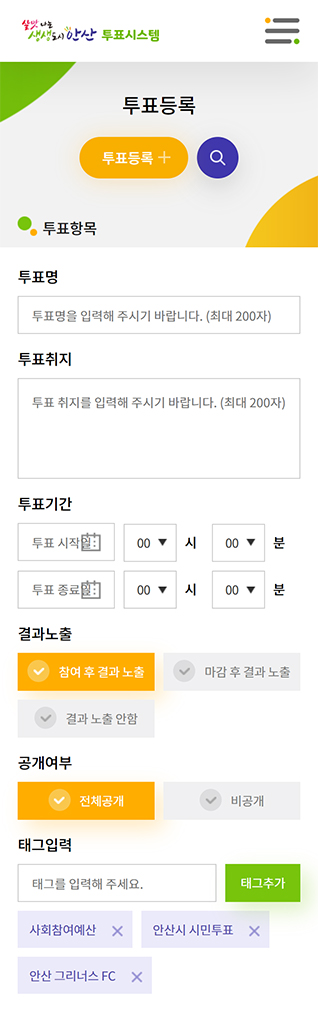 살맛나는
생생도시 안산 투표시스템
투표등록
투표등록 +
투표항목
투표명
투표명을 입력해 주시기 바랍니다. (최대 200자)
투표취지
투표 취지를 입력해 주시기 바랍니다. (최대 200자)
투표기간
투표 시작일 00 ▼ 시 00 ▼ 분
투표 종료일 00 ▼ 시 00 ▼ 분
결과노출
참여 후 결과 노출 마감 후 결과 노출
결과 노출 안함
공개여부
전체공개 비공개
태그입력
태그를 입력해 주세요. 태그추가
사회참여예산 × 안산시 시민투표 ×
안산 그리너스 FC ×